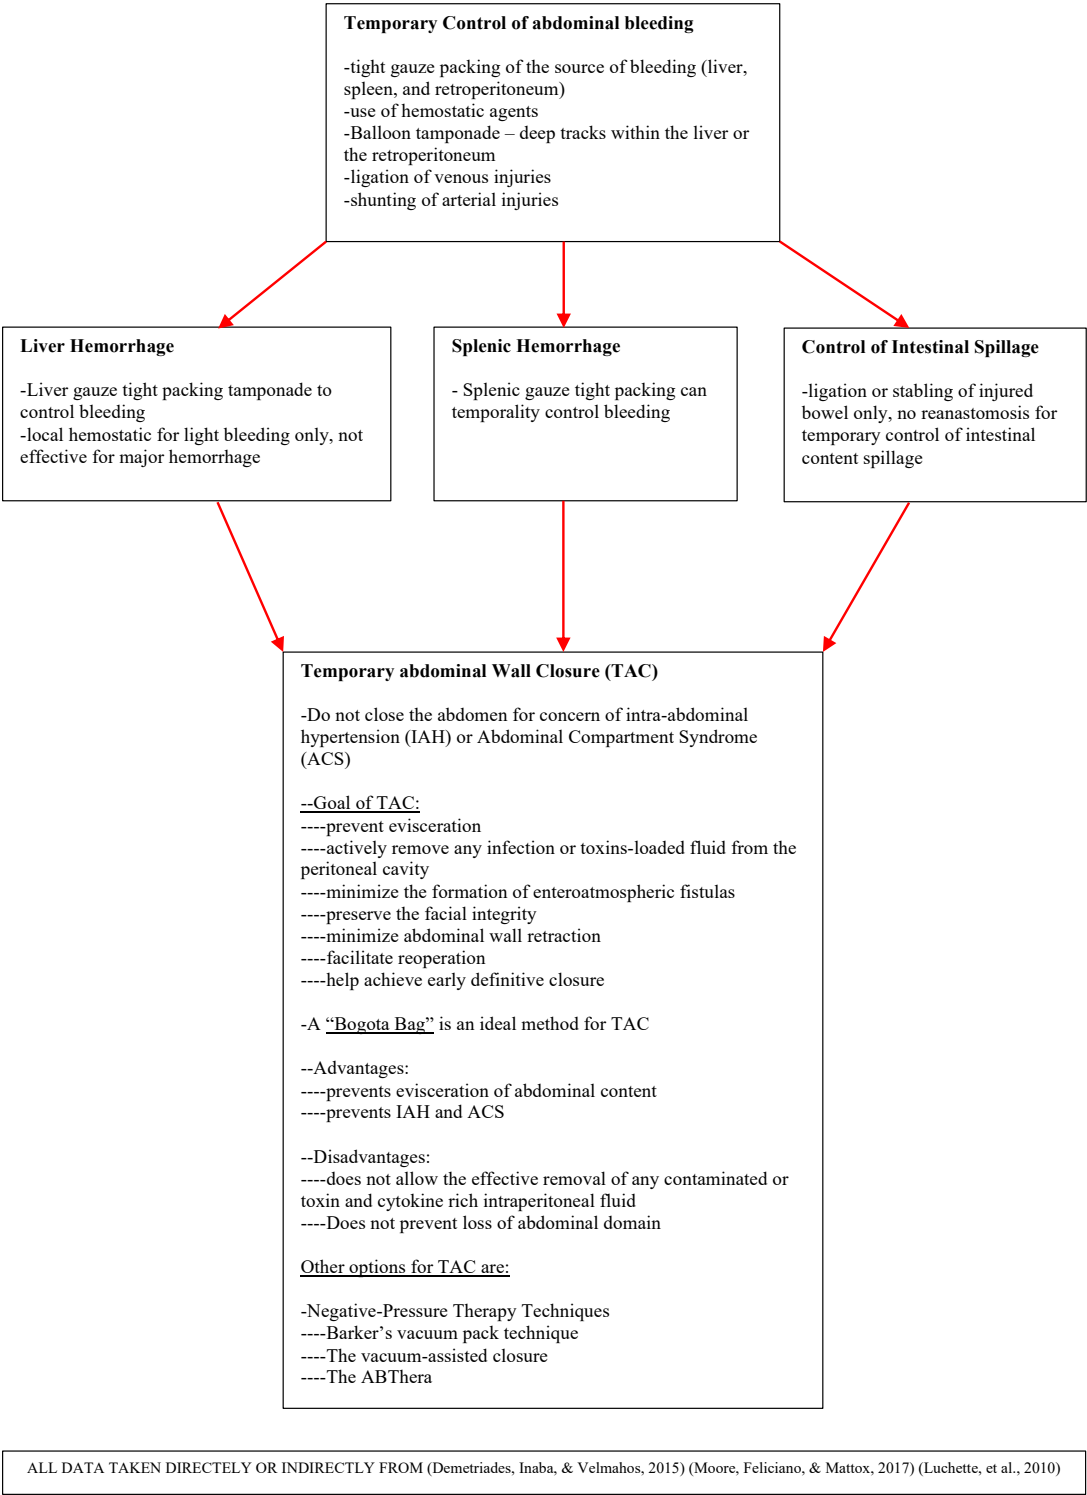 Temporary Control of abdominal bleeding
-tight gauze packing of the source of bleeding (liver,
spleen, and retroperitoneum)
-use of hemostatic agents
-Balloon tamponade – deep tracks within the liver or
the retroperitoneum
-ligation of venous injuries
-shunting of arterial injuries
Liver Hemorrhage
-Liver gauze tight packing tamponade to
control bleeding
-local hemostatic for light bleeding only, not
effective for major hemorrhage
Splenic Hemorrhage
- Splenic gauze tight packing can
temporality control bleeding
Control of Intestinal Spillage
-ligation or stabling of injured
bowel only, no reanastomosis for
temporary control of intestinal
content spillage
Temporary abdominal Wall Closure (TAC)
-Do not close the abdomen for concern of intra-abdominal
hypertension (IAH) or Abdominal Compartment Syndrome
(ACS)
--Goal of TAC:
----prevent evisceration
----actively remove any infection or toxins-loaded fluid from the
peritoneal cavity
----minimize the formation of enteroatmospheric fistulas
----preserve the facial integrity
----minimize abdominal wall retraction
----facilitate reoperation
----help achieve early definitive closure
-A “Bogota Bag” is an ideal method for TAC
--Advantages:
----prevents evisceration of abdominal content
----prevents IAH and ACS
--Disadvantages:
----does not allow the effective removal of any contaminated or
toxin and cytokine rich intraperitoneal fluid
----Does not prevent loss of abdominal domain
Other options for TAC are:
-Negative-Pressure Therapy Techniques
----Barker’s vacuum pack technique
----The vacuum-assisted closure
----The ABThera
ALL DATA TAKEN DIRECTELY OR INDIRECTLY FROM (Demetriades, Inaba, & Velmahos, 2015) (Moore, Feliciano, & Mattox, 2017) (Luchette, et al., 2010)